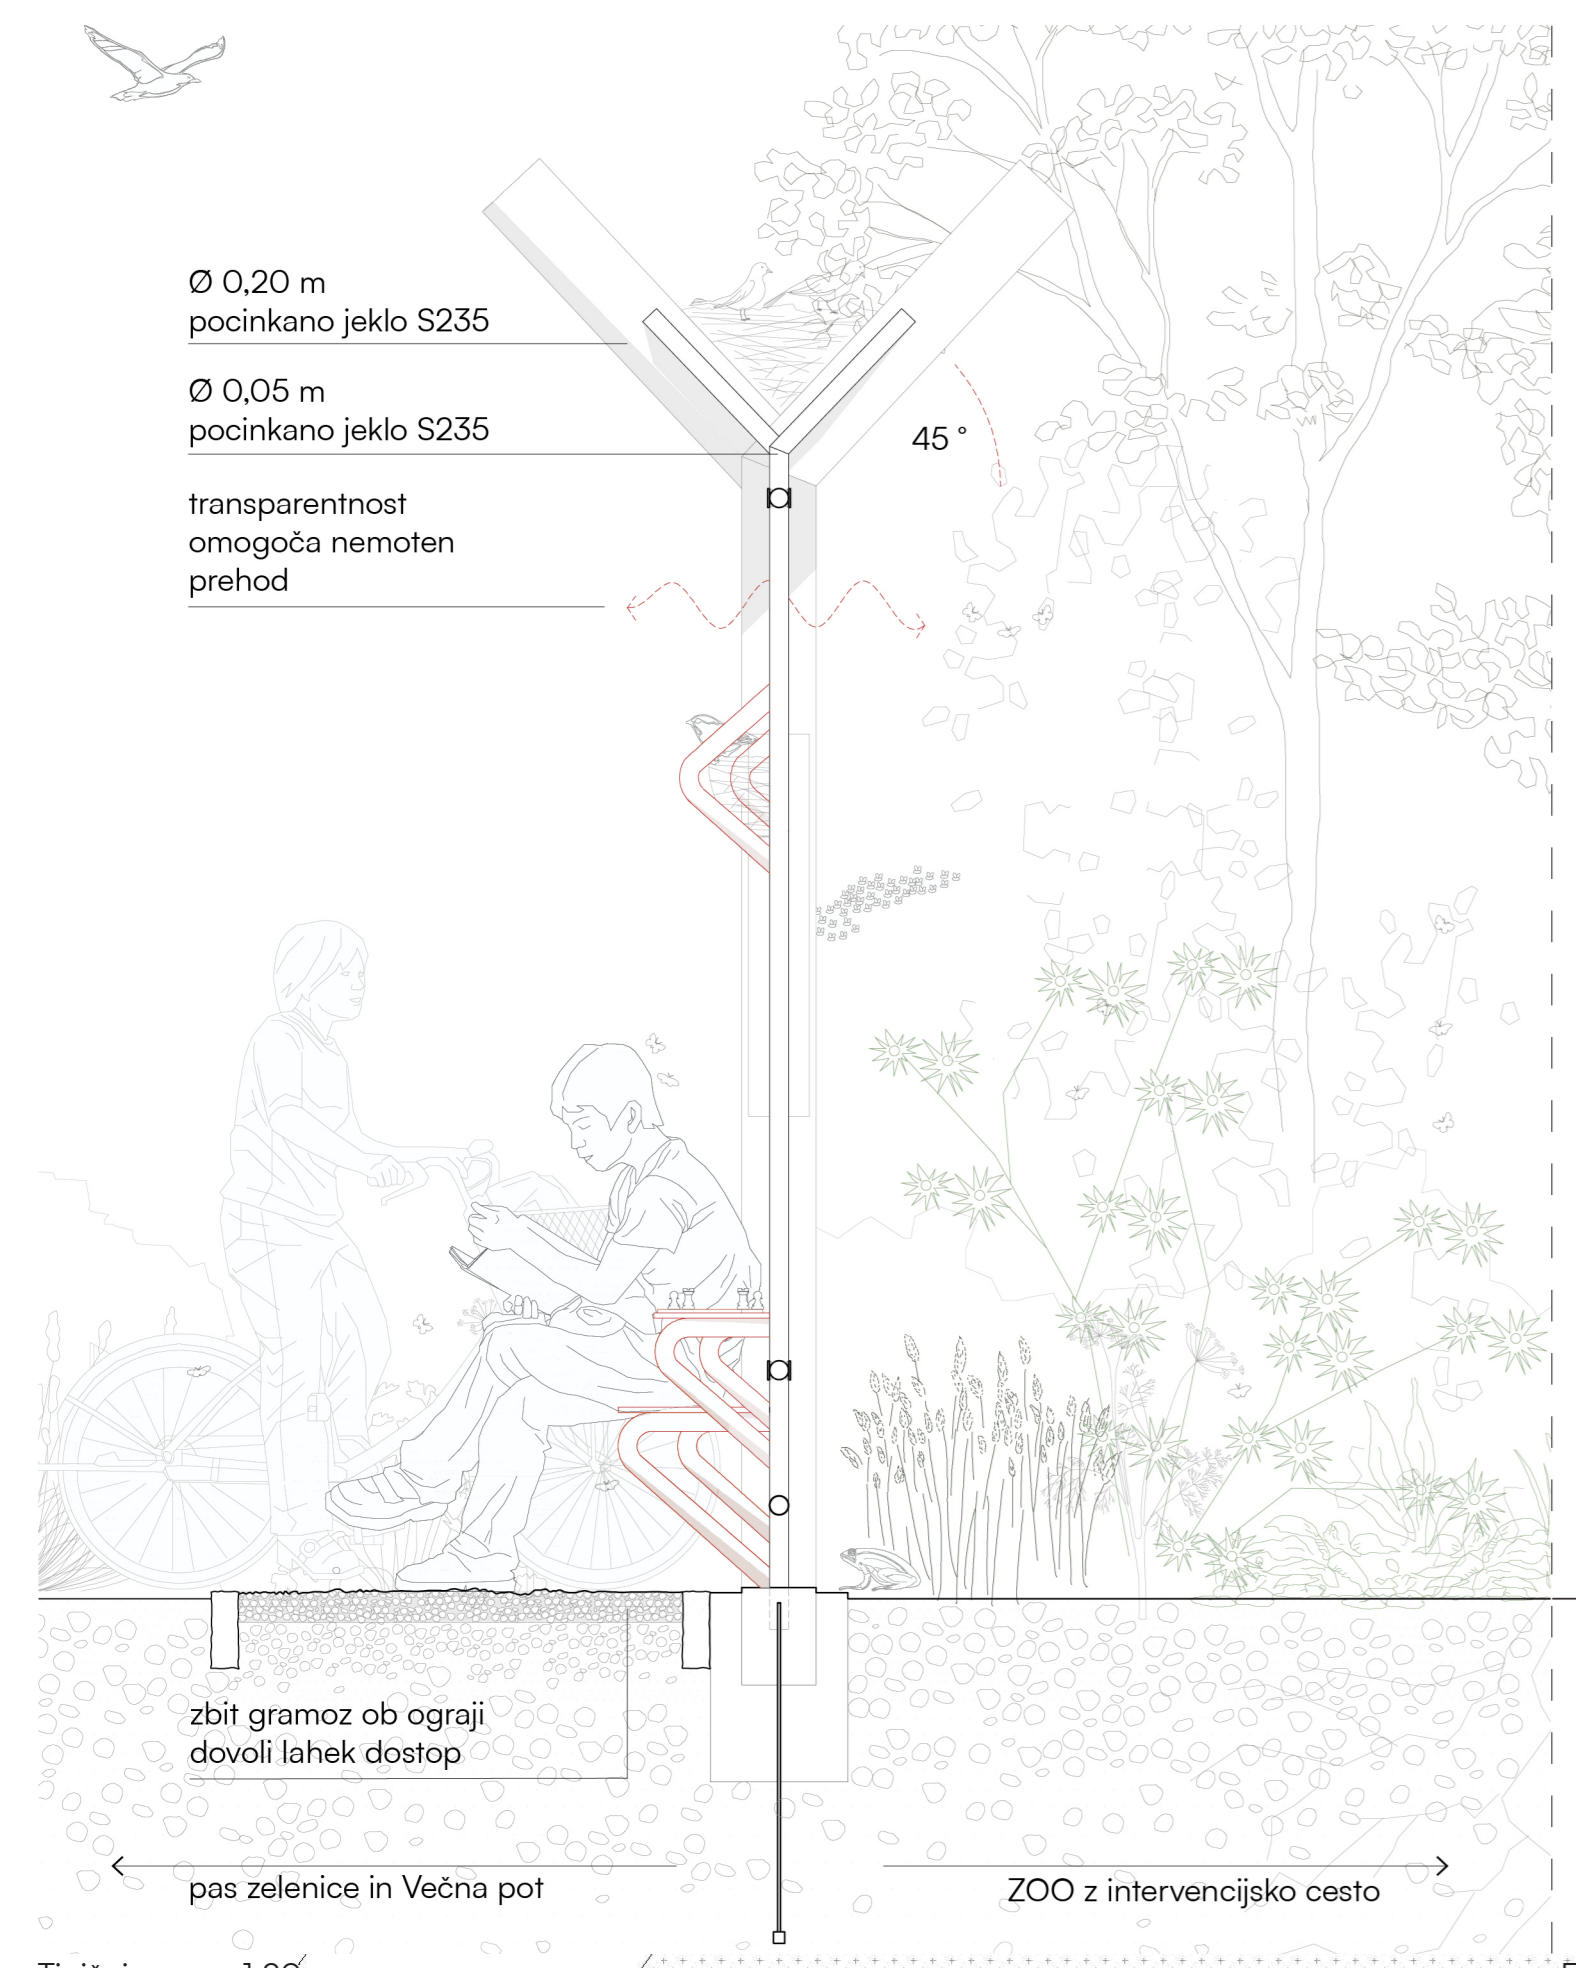 Ø 0,20 m
pocinkano jeklo S235
Ø 0,05 m
pocinkano jeklo S235
45 °
transparentnost
omogoča nemoten
prehod
zbit gramoz ob ograji
dovoli lahek dostop
pas zelenice in Večna pot
ZOO z intervencijsko cesto